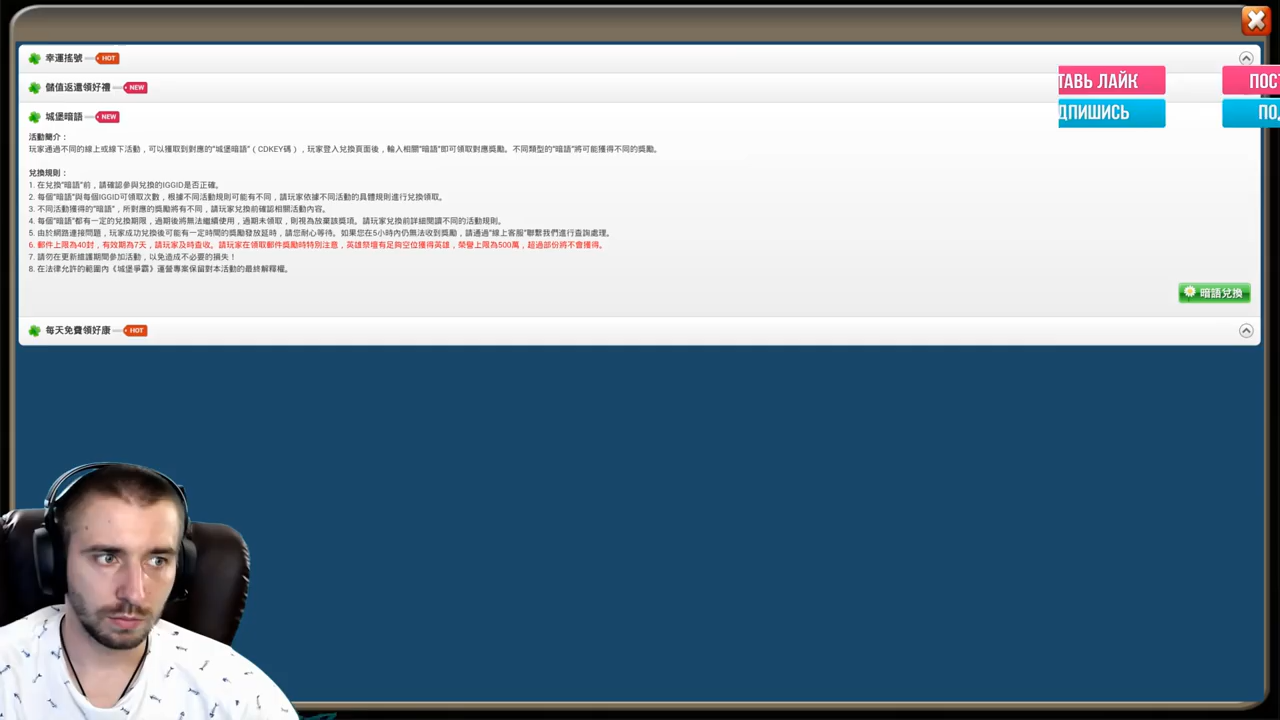 幸運搖號 HOT
儲值返還領好禮 NEW
ТАВЬ ЛАЙК
ПОСТ
城堡暗語 NEW
ДПИШИСЬ
ПО
活動簡介：
玩家通過不同的線上或線下活動，可以獲取到對應的"城堡暗語"（CDKEY碼），玩家登入兌換頁面後，輸入相關"暗語"即可領取對應獎勵。不同類型的"暗語"將可能獲得不同的獎勵。
兌換規則：
1. 在兌換"暗語"前，請確認參與兌換的IGGID是否正確。
2. 每個"暗語"與每個IGGID可領取次數，根據不同活動規則可能有不同，請玩家依據不同活動的具體規則進行兌換領取。
3. 不同活動獲得的"暗語"，所對應的獎勵將有不同，請玩家兌換前確認相關活動內容。
4. 每個"暗語"都有一定的兌換期限，過期後將無法繼續使用，過期未領取，則視為放棄該獎項。請玩家兌換前詳細閱讀不同的活動規則。
5. 由於網路連接問題，玩家成功兌換後可能有一定時間的獎勵發放延時，請您耐心等待。如果您在5小時內仍無法收到獎勵，請通過"線上客服"聯繫我們進行查詢處理。
6. 郵件上限為40封，有效期為7天，請玩家及時查收。請玩家在領取郵件獎勵時特別注意，英雄祭壇有足夠空位獲得英雄，榮譽上限為500萬，超過部份將不會獲得。
7. 請勿在更新維護期間參加活動，以免造成不必要的損失！
8. 在法律允許的範圍內《城堡爭霸》運營專案保留對本活動的最終解釋權。
暗語兌換
每天免費領好康 HOT